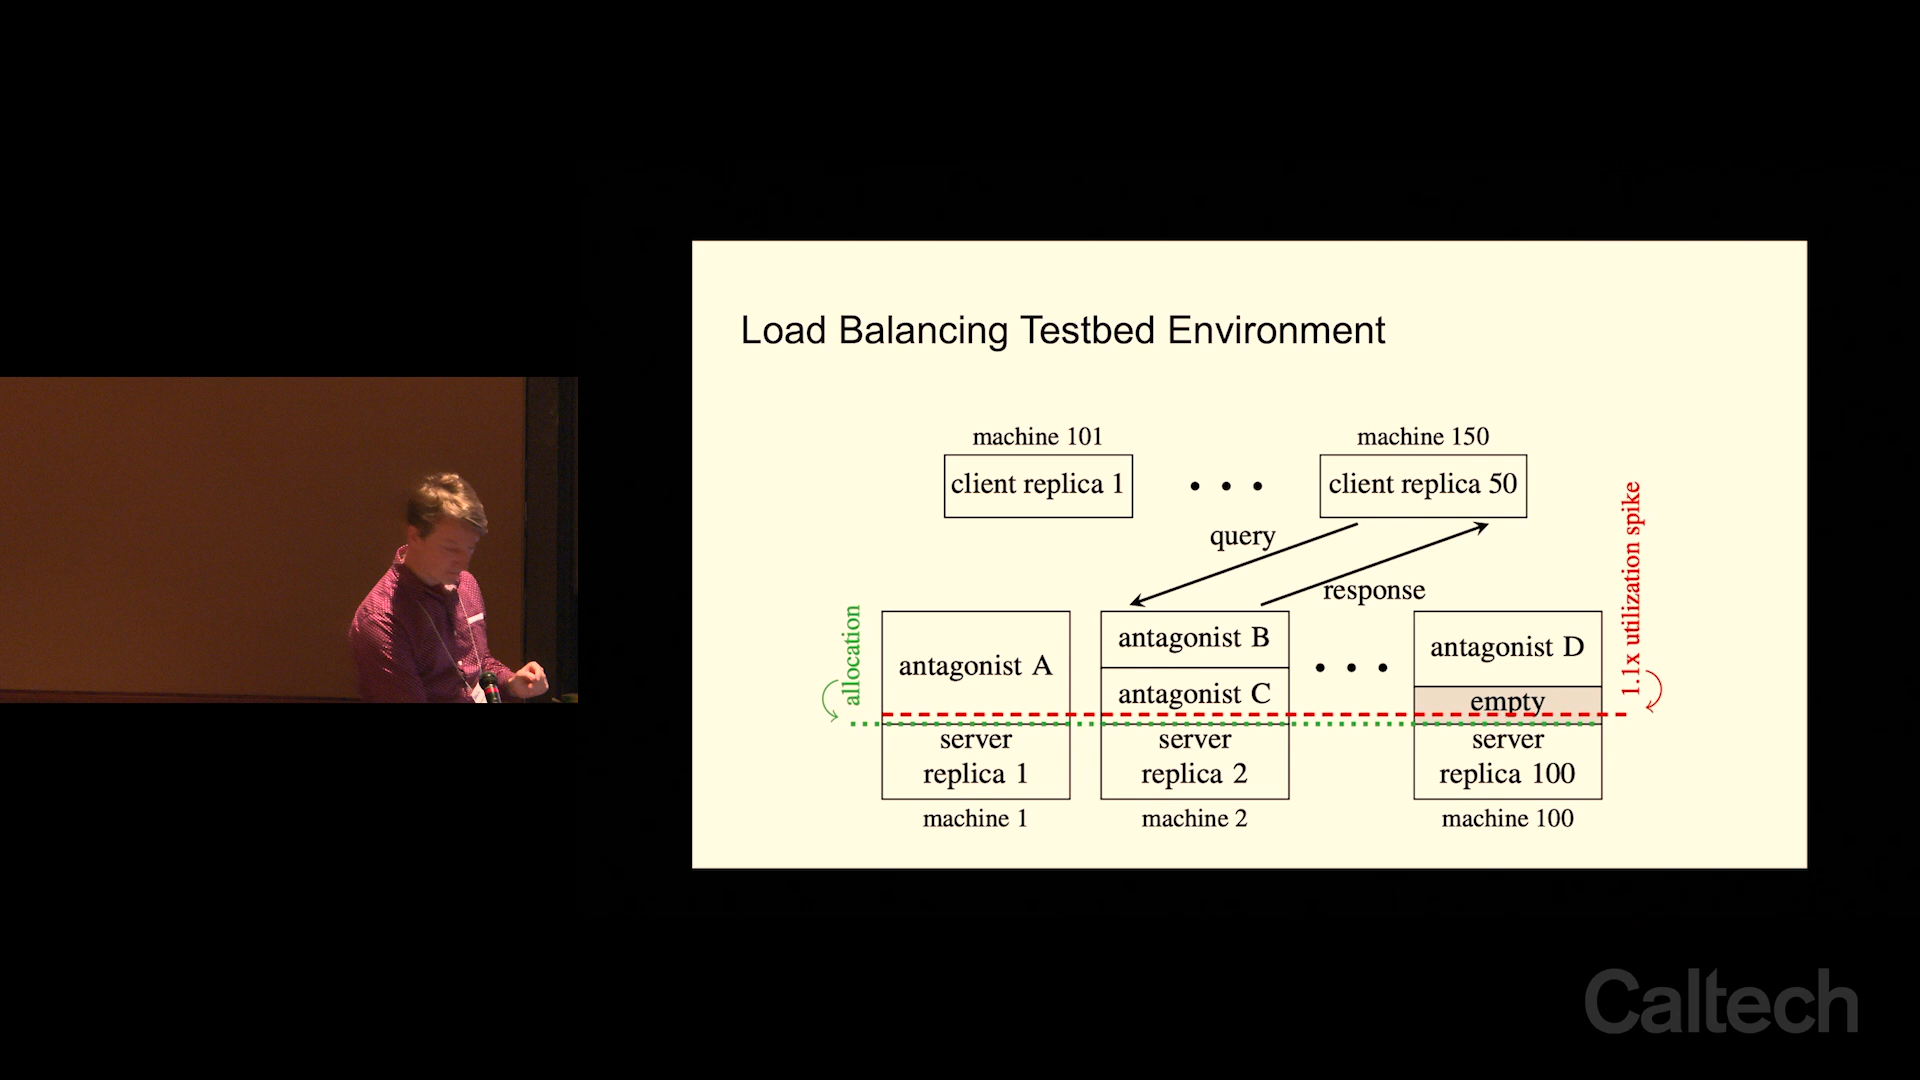 Load Balancing Testbed Environment
machine 101
machine 150
client replica 1
• • •
client replica 50
query
response
allocation
1.1x utilization spike
antagonist A
antagonist B
antagonist C
• • •
antagonist D
empty
server
replica 1
server
replica 2
server
replica 100
machine 1
machine 2
machine 100
Caltech